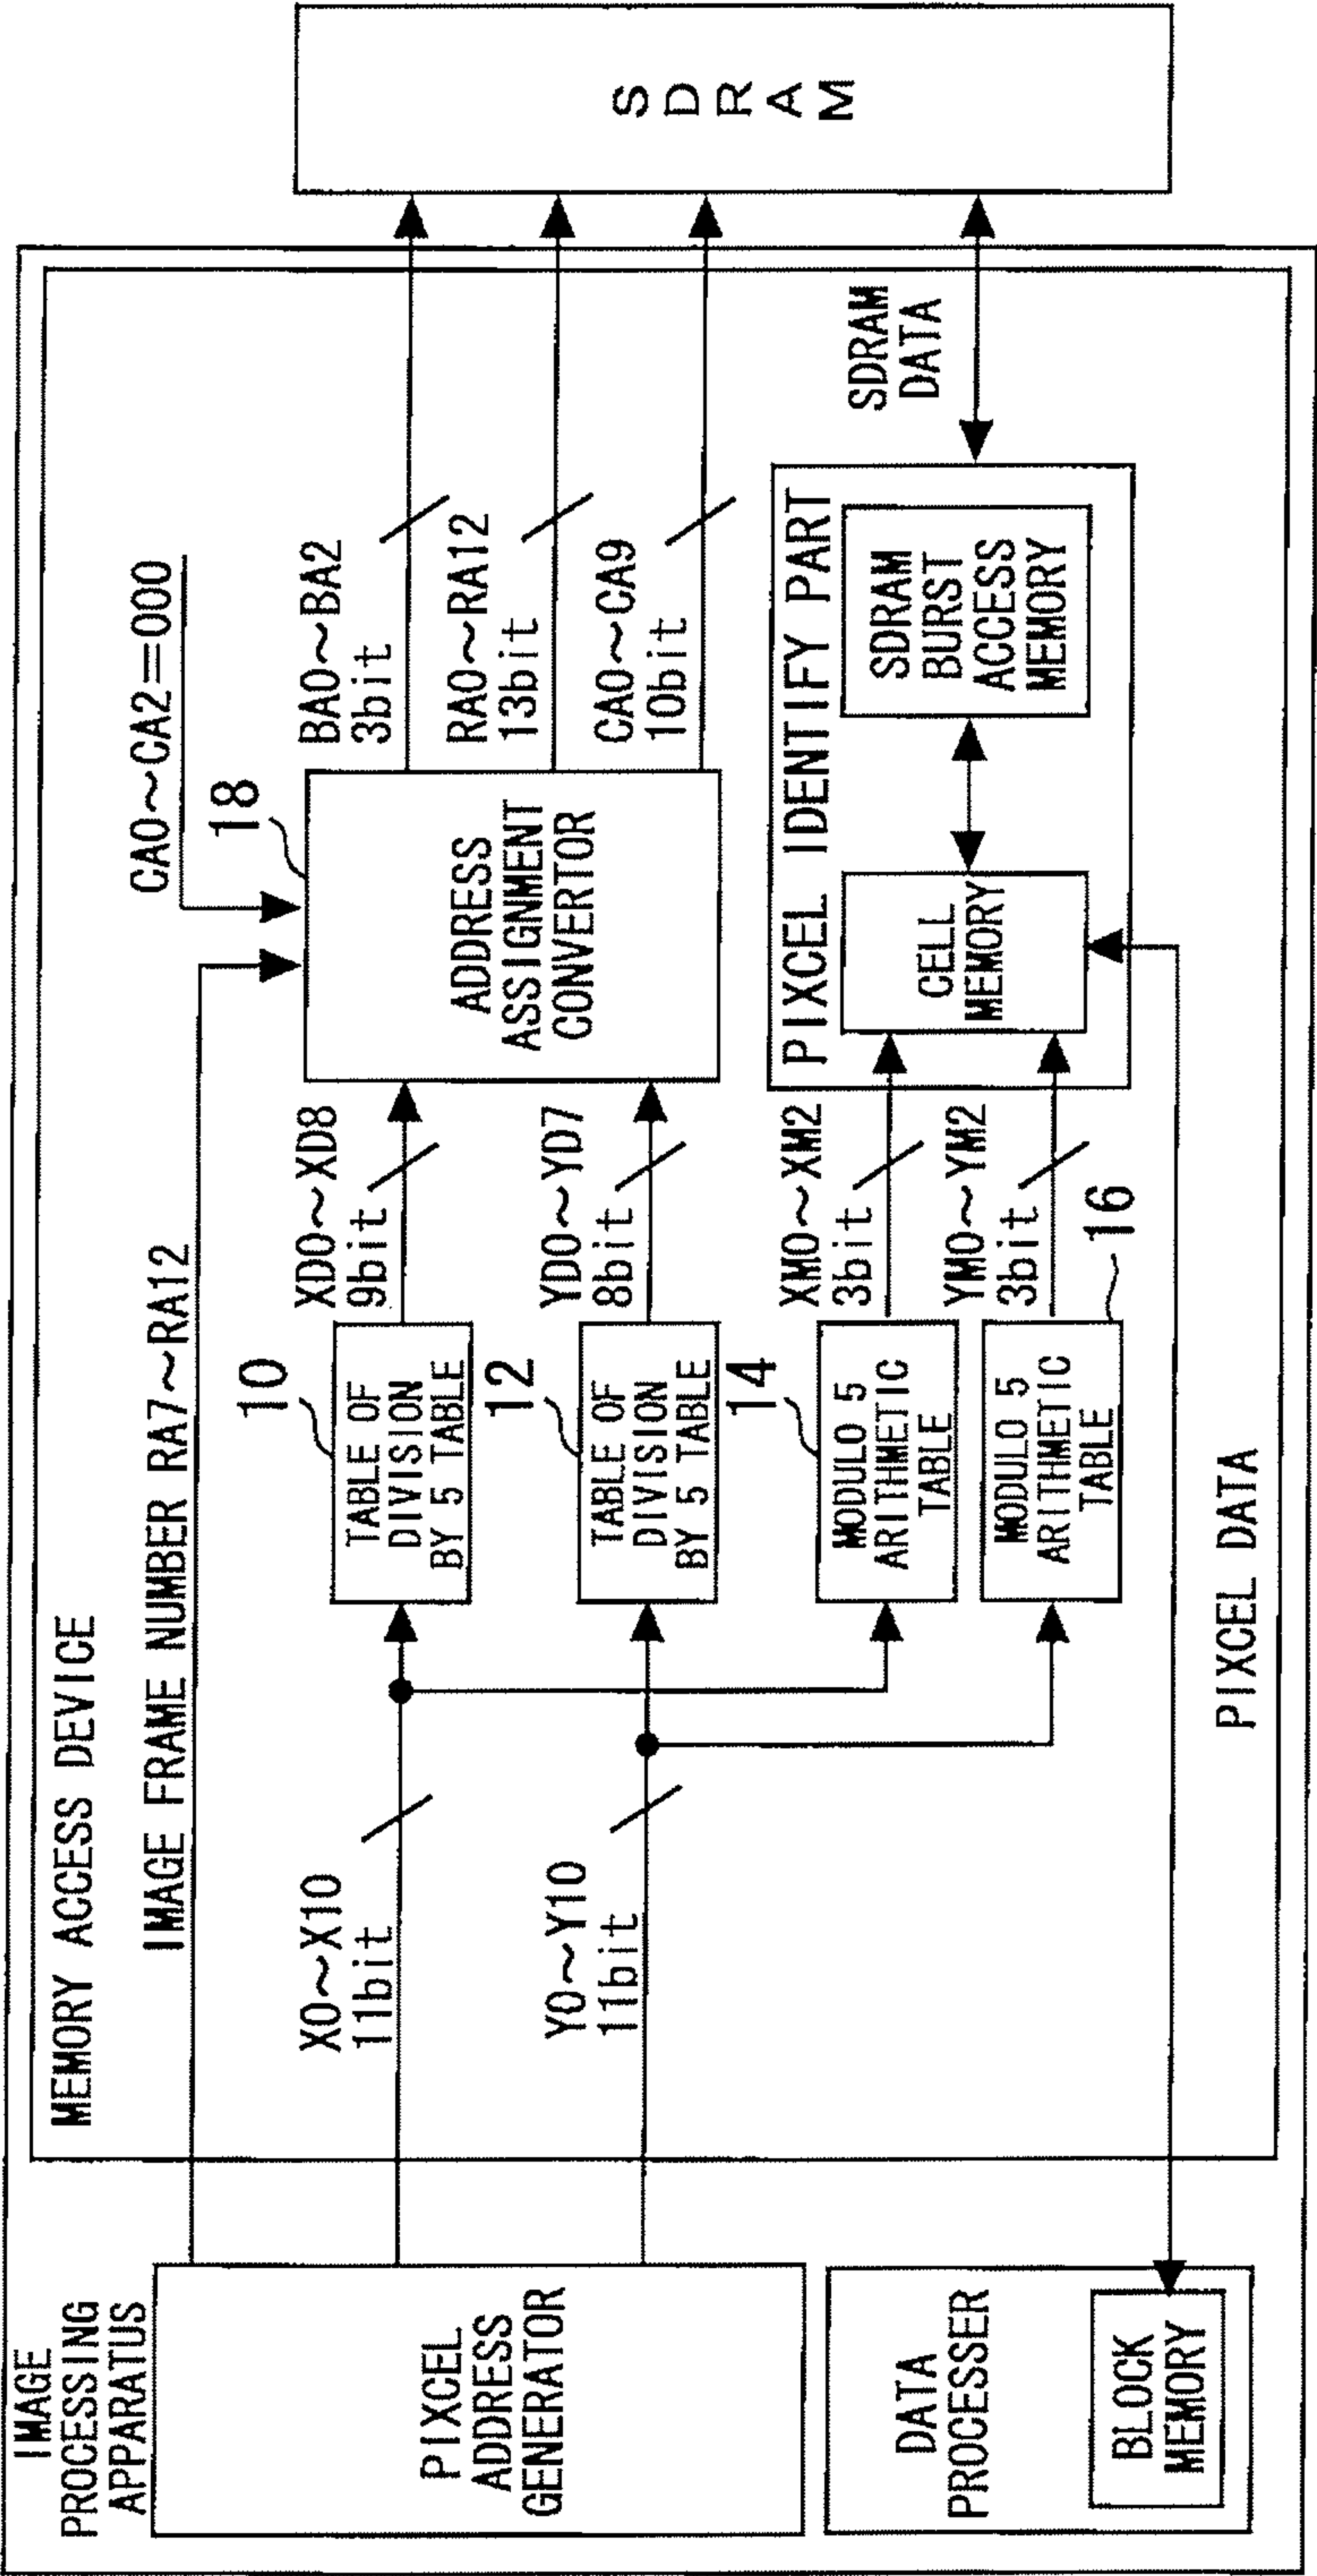 IMAGE
PROCESSING
APPARATUS
MEMORY ACCESS DEVICE
IMAGE FRAME NUMBER RA7~RA12
CA0~CA2=000
PIXCEL
ADDRESS
GENERATOR
X0~X10
11bit
Y0~Y10
11bit
10
TABLE OF
DIVISION
BY 5 TABLE
12
TABLE OF
DIVISION
BY 5 TABLE
14
MODULO 5
ARITHMETIC
TABLE
16
MODULO 5
ARITHMETIC
TABLE
XD0~XD8
9bit
YD0~YD7
8bit
XM0~XM2
3bit
YM0~YM2
3bit
18
ADDRESS
ASSIGNMENT
CONVERTOR
BA0~BA2
3bit
RA0~RA12
13bit
CA0~CA9
10bit
PIXCEL IDENTIFY PART
CELL
MEMORY
SDRAM
BURST
ACCESS
MEMORY
SDRAM
DATA
SDRAM
DATA
PROCESSER
BLOCK
MEMORY
PIXCEL DATA